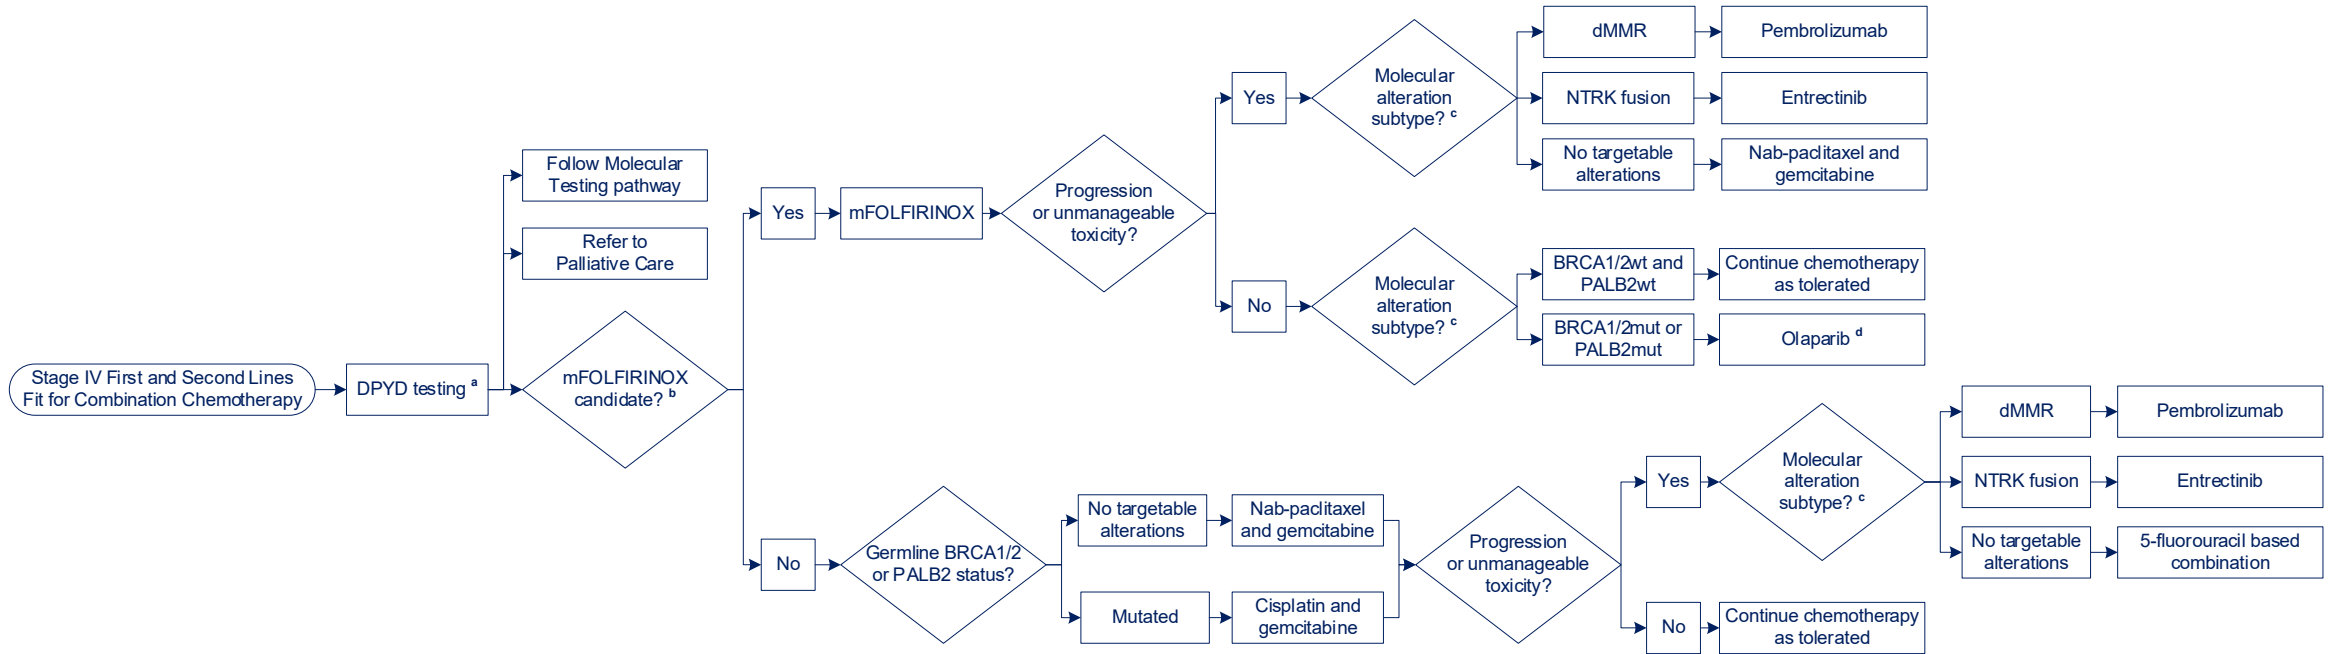 Stage IV First and Second Lines
Fit for Combination Chemotherapy
DPYD testing a
Follow Molecular
Testing pathway
Refer to
Palliative Care
mFOLFIRINOX
candidate? b
Yes
mFOLFIRINOX
Progression
or unmanageable
toxicity?
Yes
Molecular
alteration
subtype? c
dMMR
Pembrolizumab
NTRK fusion
Entrectinib
No targetable
alterations
Nab-paclitaxel and
gemcitabine
No
Molecular
alteration
subtype? c
BRCA1/2wt and
PALB2wt
Continue chemotherapy
as tolerated
BRCA1/2mut or
PALB2mut
Olaparib d
No
Germline BRCA1/2
or PALB2 status?
No targetable
alterations
Nab-paclitaxel
and gemcitabine
Mutated
Cisplatin and
gemcitabine
Progression
or unmanageable
toxicity?
Yes
Molecular
alteration
subtype? c
dMMR
Pembrolizumab
NTRK fusion
Entrectinib
No targetable
alterations
5-fluorouracil based
combination
No
Continue chemotherapy
as tolerated